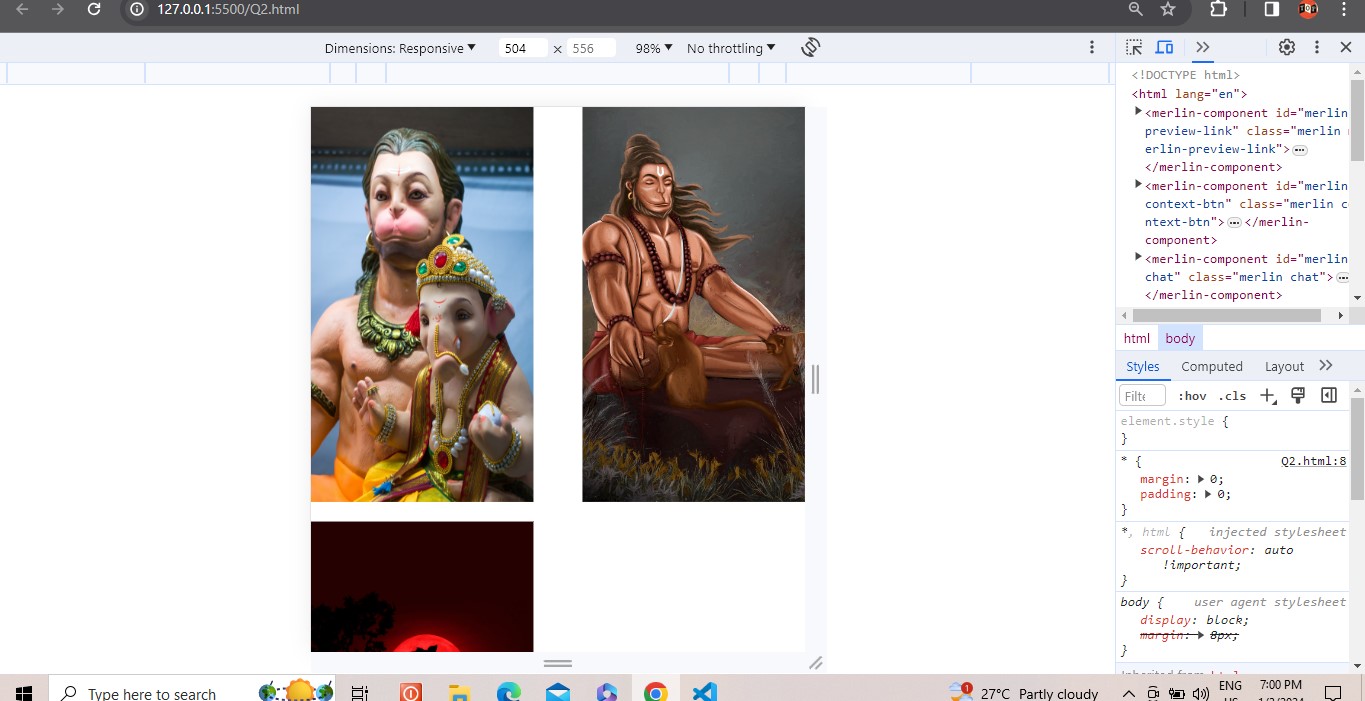 127.0.0.1:5500/Q2.html
Dimensions: Responsive 504 × 556 98% No throttling
<!DOCTYPE html>
<html lang="en">
<merlin-component id="merlin
preview-link" class="merlin
erlin-preview-link">
</merlin-component>
<merlin-component id="merlin
context-btn" class="merlin c
ntext-btn"> </merlin-
component>
<merlin-component id="merlin
chat" class="merlin chat">
</merlin-component>
html body
Styles Computed Layout
Filte :hov .cls
element.style {
}
* { Q2.html:8
margin: 0;
padding: 0;
}
*, html { injected stylesheet
scroll-behavior: auto
!important;
}
body { user agent stylesheet
display: block;
margin: 8px;
}
Type here to search
27°C Partly cloudy
ENG
7:00 PM